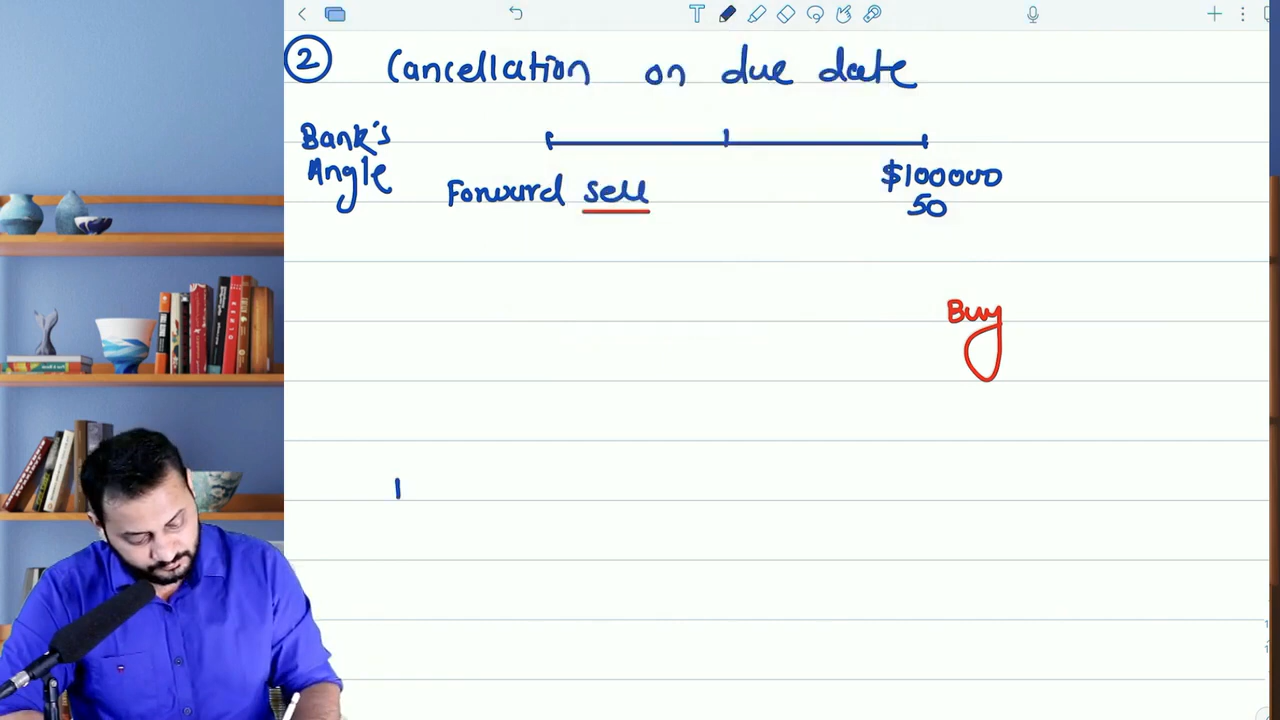 ② Cancellation on due date
Bank's
Angle
Forward Sell
$100000
50
Buy